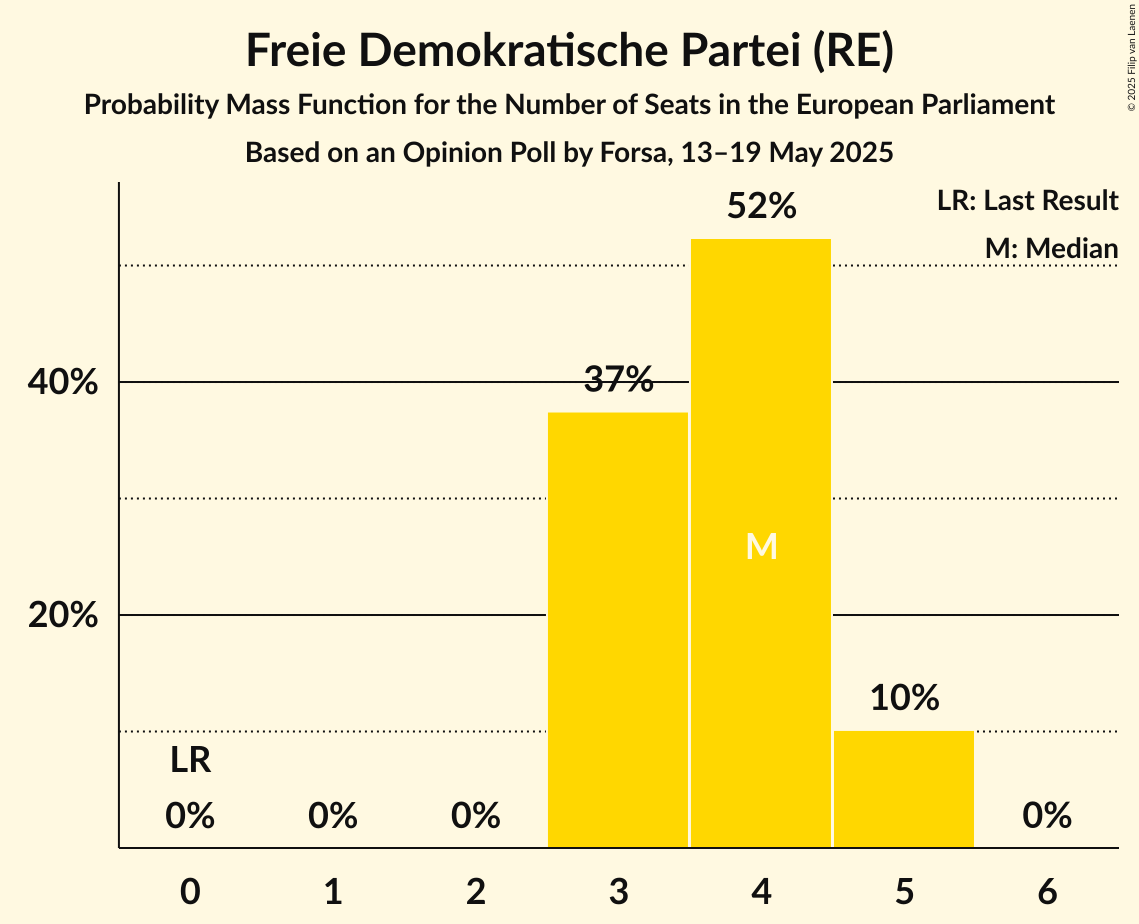 Freie Demokratische Partei (RE)
Probability Mass Function for the Number of Seats in the European Parliament
Based on an Opinion Poll by Forsa, 13–19 May 2025
© 2025 Filip van Laenen
LR: Last Result
M: Median
52%
37%
40%
M
20%
10%
LR
0%
0%
0%
0%
0
1
2
3
4
5
6